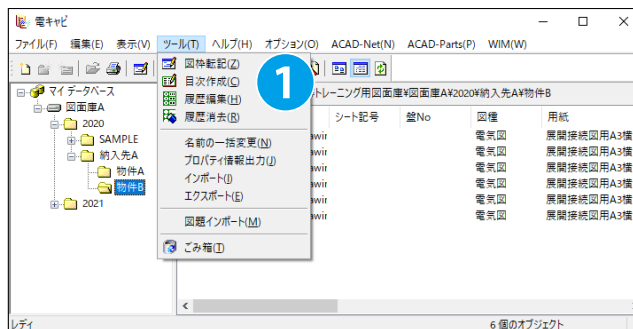 電キャビ
ファイル(F) 編集(E) 表示(V) ツール(T) ヘルプ(H) オプション(O) ACAD-Net(N) ACAD-Parts(P) WIM(W)
図枠転記(Z)
目次作成(C)
履歴編集(H)
履歴消去(R)
名前の一括変更(N)
プロパティ情報出力(J)
インポート(I)
エクスポート(E)
図題インポート(M)
ごみ箱(T)
1
マイ データベース
図面庫A
2020
SAMPLE
納入先A
物件A
物件B
2021
レーニング用図面庫¥図面庫A¥2020¥納入先A¥物件B
シート記号 盤No 図種 用紙
awir 電気図 展開接続図用A3横
awir 電気図 展開接続図用A3横
awir 電気図 展開接続図用A3横
awir 電気図 展開接続図用A3横
awir 電気図 展開接続図用A3横
awir 電気図 展開接続図用A3横
レディ 6 個のオブジェクト